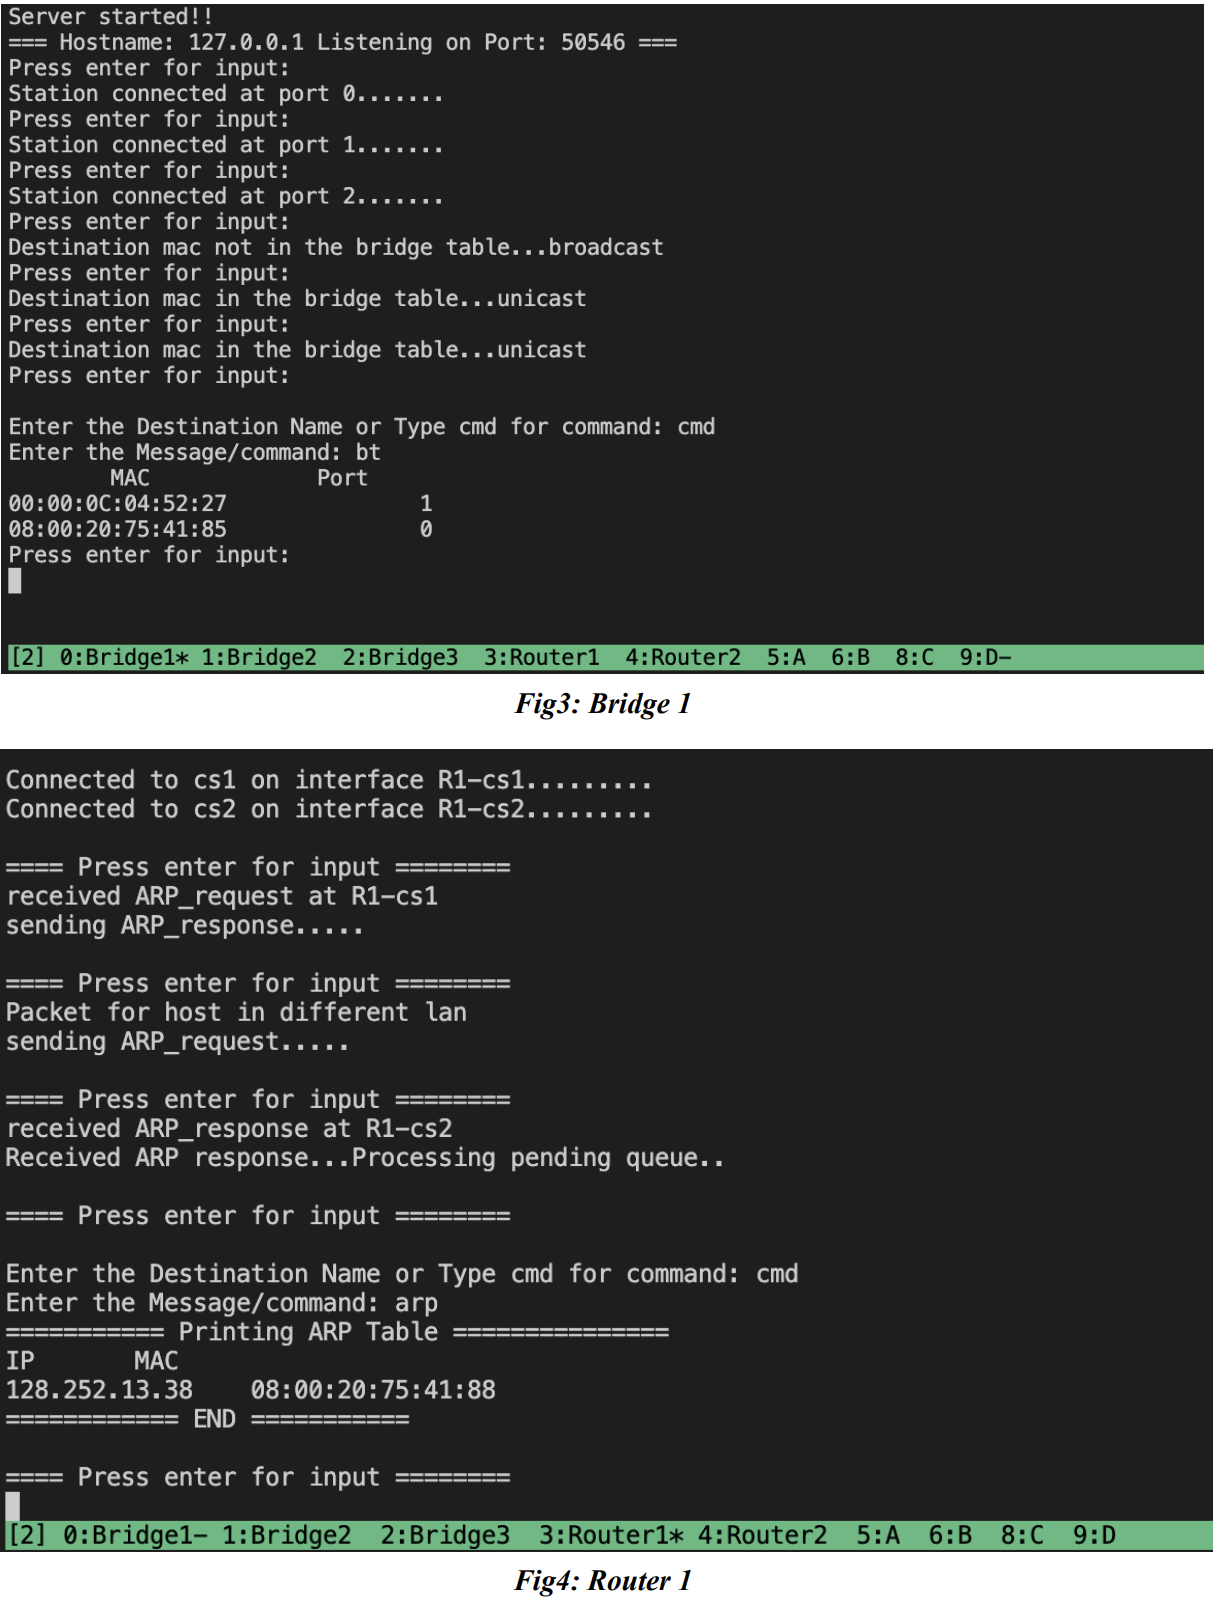 Server started!!
=== Hostname: 127.0.0.1 Listening on Port: 50546 ===
Press enter for input:
Station connected at port 0.......
Press enter for input:
Station connected at port 1.......
Press enter for input:
Station connected at port 2.......
Press enter for input:
Destination mac not in the bridge table...broadcast
Press enter for input:
Destination mac in the bridge table...unicast
Press enter for input:
Destination mac in the bridge table...unicast
Press enter for input:
Enter the Destination Name or Type cmd for command: cmd
Enter the Message/command: bt
MAC Port
00:00:0C:04:52:27 1
08:00:20:75:41:85 0
Press enter for input:
[2] 0:Bridge1* 1:Bridge2 2:Bridge3 3:Router1 4:Router2 5:A 6:B 8:C 9:D-
Fig3: Bridge 1
Connected to cs1 on interface R1-cs1.........
Connected to cs2 on interface R1-cs2.........
==== Press enter for input ========
received ARP_request at R1-cs1
sending ARP_response.....
==== Press enter for input ========
Packet for host in different lan
sending ARP_request.....
==== Press enter for input ========
received ARP_response at R1-cs2
Received ARP response...Processing pending queue..
==== Press enter for input ========
Enter the Destination Name or Type cmd for command: cmd
Enter the Message/command: arp
=========== Printing ARP Table ===============
IP MAC
128.252.13.38 08:00:20:75:41:88
============ END ===========
==== Press enter for input ========
[2] 0:Bridge1- 1:Bridge2 2:Bridge3 3:Router1* 4:Router2 5:A 6:B 8:C 9:D
Fig4: Router 1